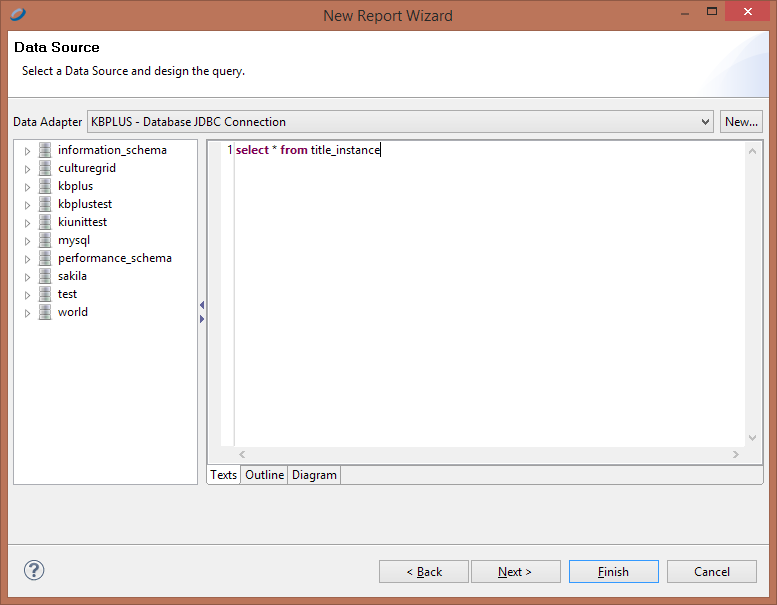 New Report Wizard
Data Source
Select a Data Source and design the query.
Data Adapter KBPLUS - Database JDBC Connection New...
information_schema
culturegrid
kbplus
kbplustest
kiunittest
mysql
performance_schema
sakila
test
world
1 select * from title_instance
Texts Outline Diagram
? < Back Next > Finish Cancel